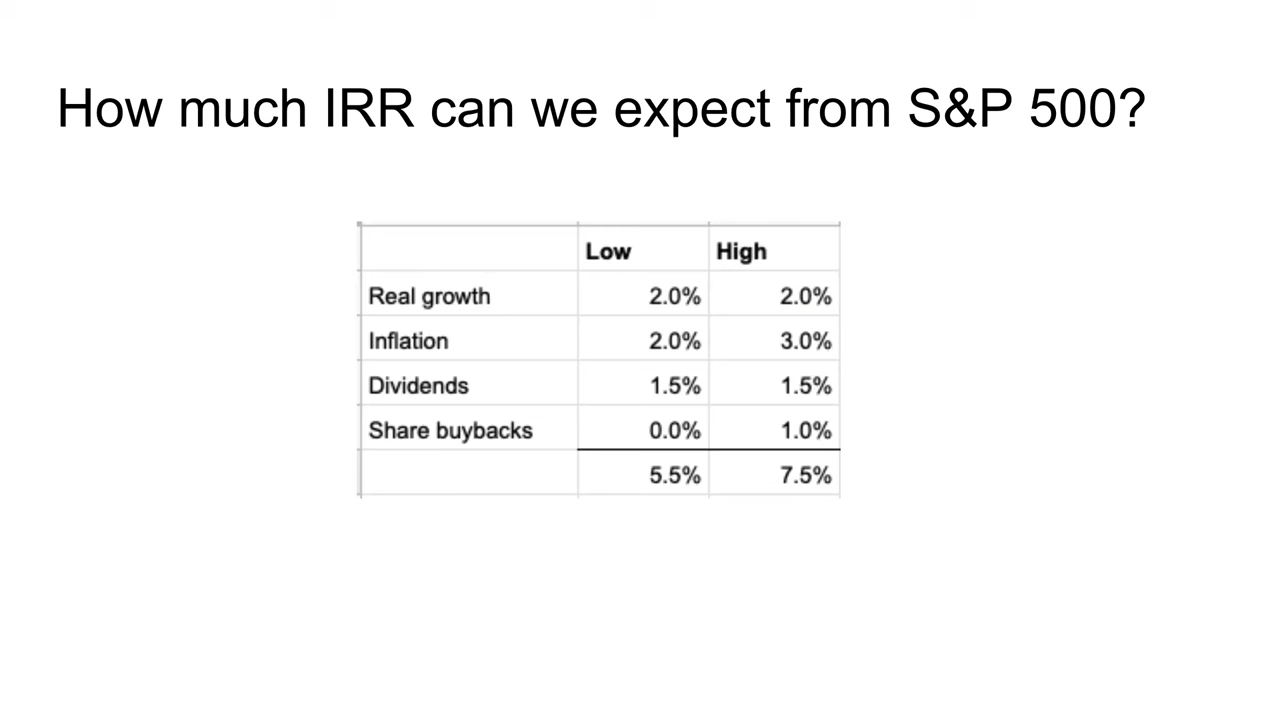 How much IRR can we expect from S&P 500?
Low High
Real growth 2.0% 2.0%
Inflation 2.0% 3.0%
Dividends 1.5% 1.5%
Share buybacks 0.0% 1.0%
5.5% 7.5%